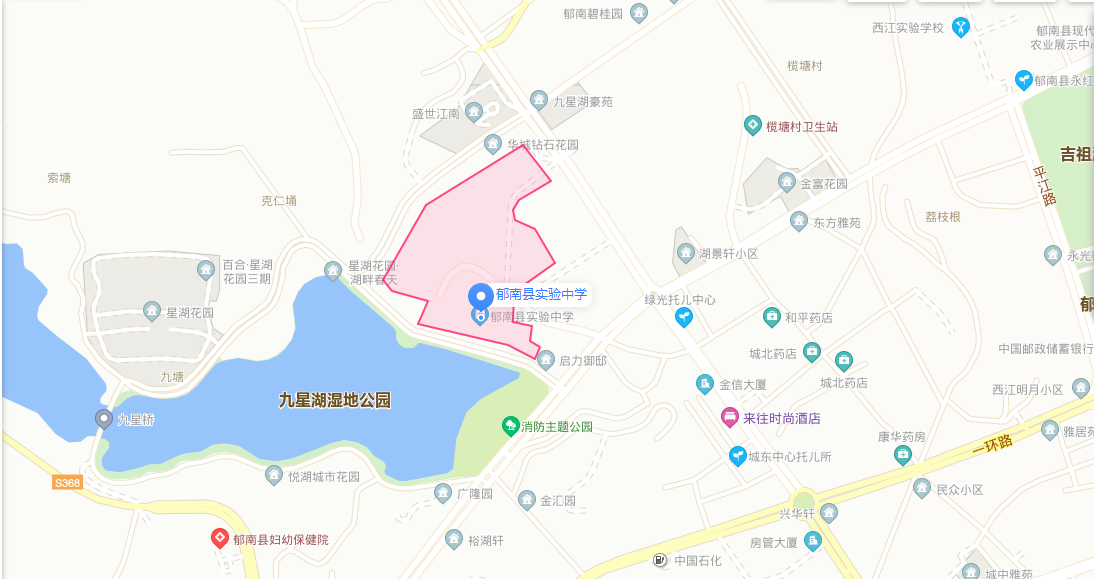 郁南碧桂园
西江实验学校
郁南县现代
农业展示中心
榄塘村
郁南县永红
九星湖豪苑
盛世江南
榄塘村卫生站
华城钻石花园
吉祖
平江路
索塘
克仁埇
金富花园
东方雅苑
荔枝根
湖景轩小区
永光
百合·星湖
花园三期
星湖花园·
湖畔春天
郁南县实验中学
郁南县实验中学
绿光托儿中心
郁
星湖花园
和平药店
中国邮政储蓄银行
城北药店
启力御邸
城北药店
九塘
金信大厦
西江明月小区
九星湖湿地公园
来往时尚酒店
九星桥
消防主题公园
康华药房
雅居苑
一环路
城东中心托儿所
悦湖城市花园
S368
广隆园
金汇园
民众小区
兴华轩
郁南县妇幼保健院
裕湖轩
房管大厦
中国石化
城中雅苑